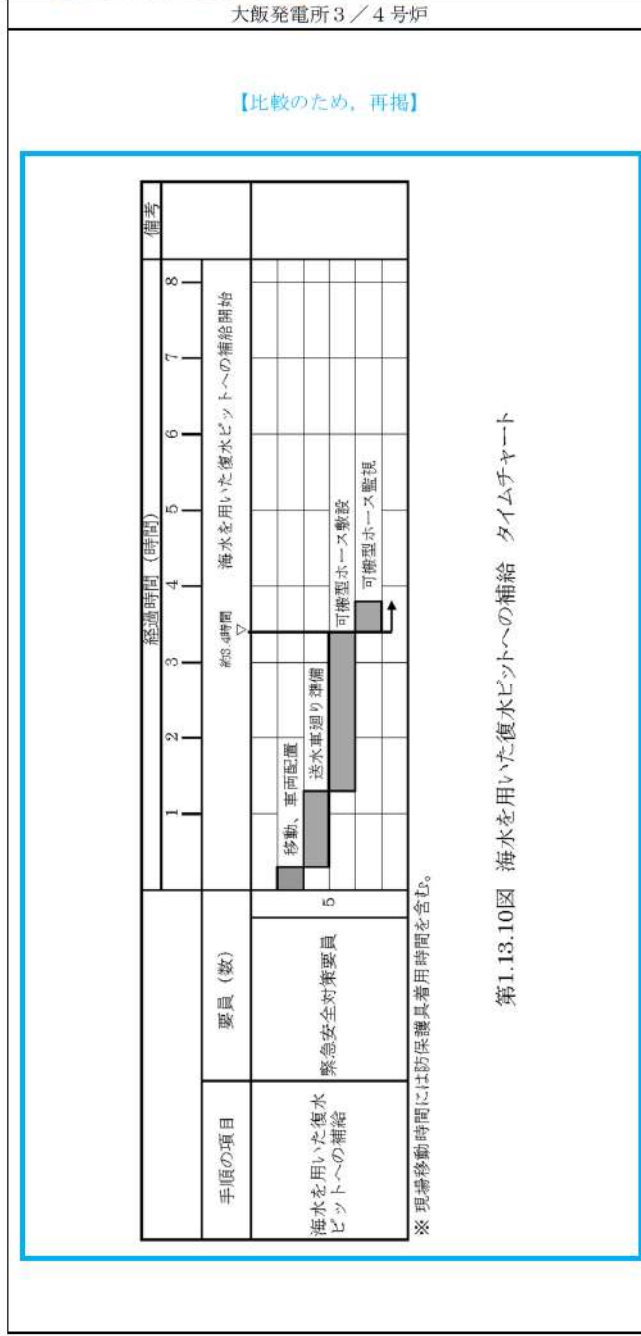 大飯発電所３／４号炉
【比較のため，再掲】
経過時間（時間）
備考
1
2
3
4
5
6
7
8
手順の項目
要員（数）
約3.4時間
▽
海水を用いた復水ピットへの補給開始
海水を用いた復水
ピットへの補給
緊急安全対策要員
5
移動、車両配置
送水車廻り準備
可搬型ホース敷設
可搬型ホース監視
※ 現場移動時間には防保護具着用時間を含む。
第1.13.10図 海水を用いた復水ピットへの補給 タイムチャート